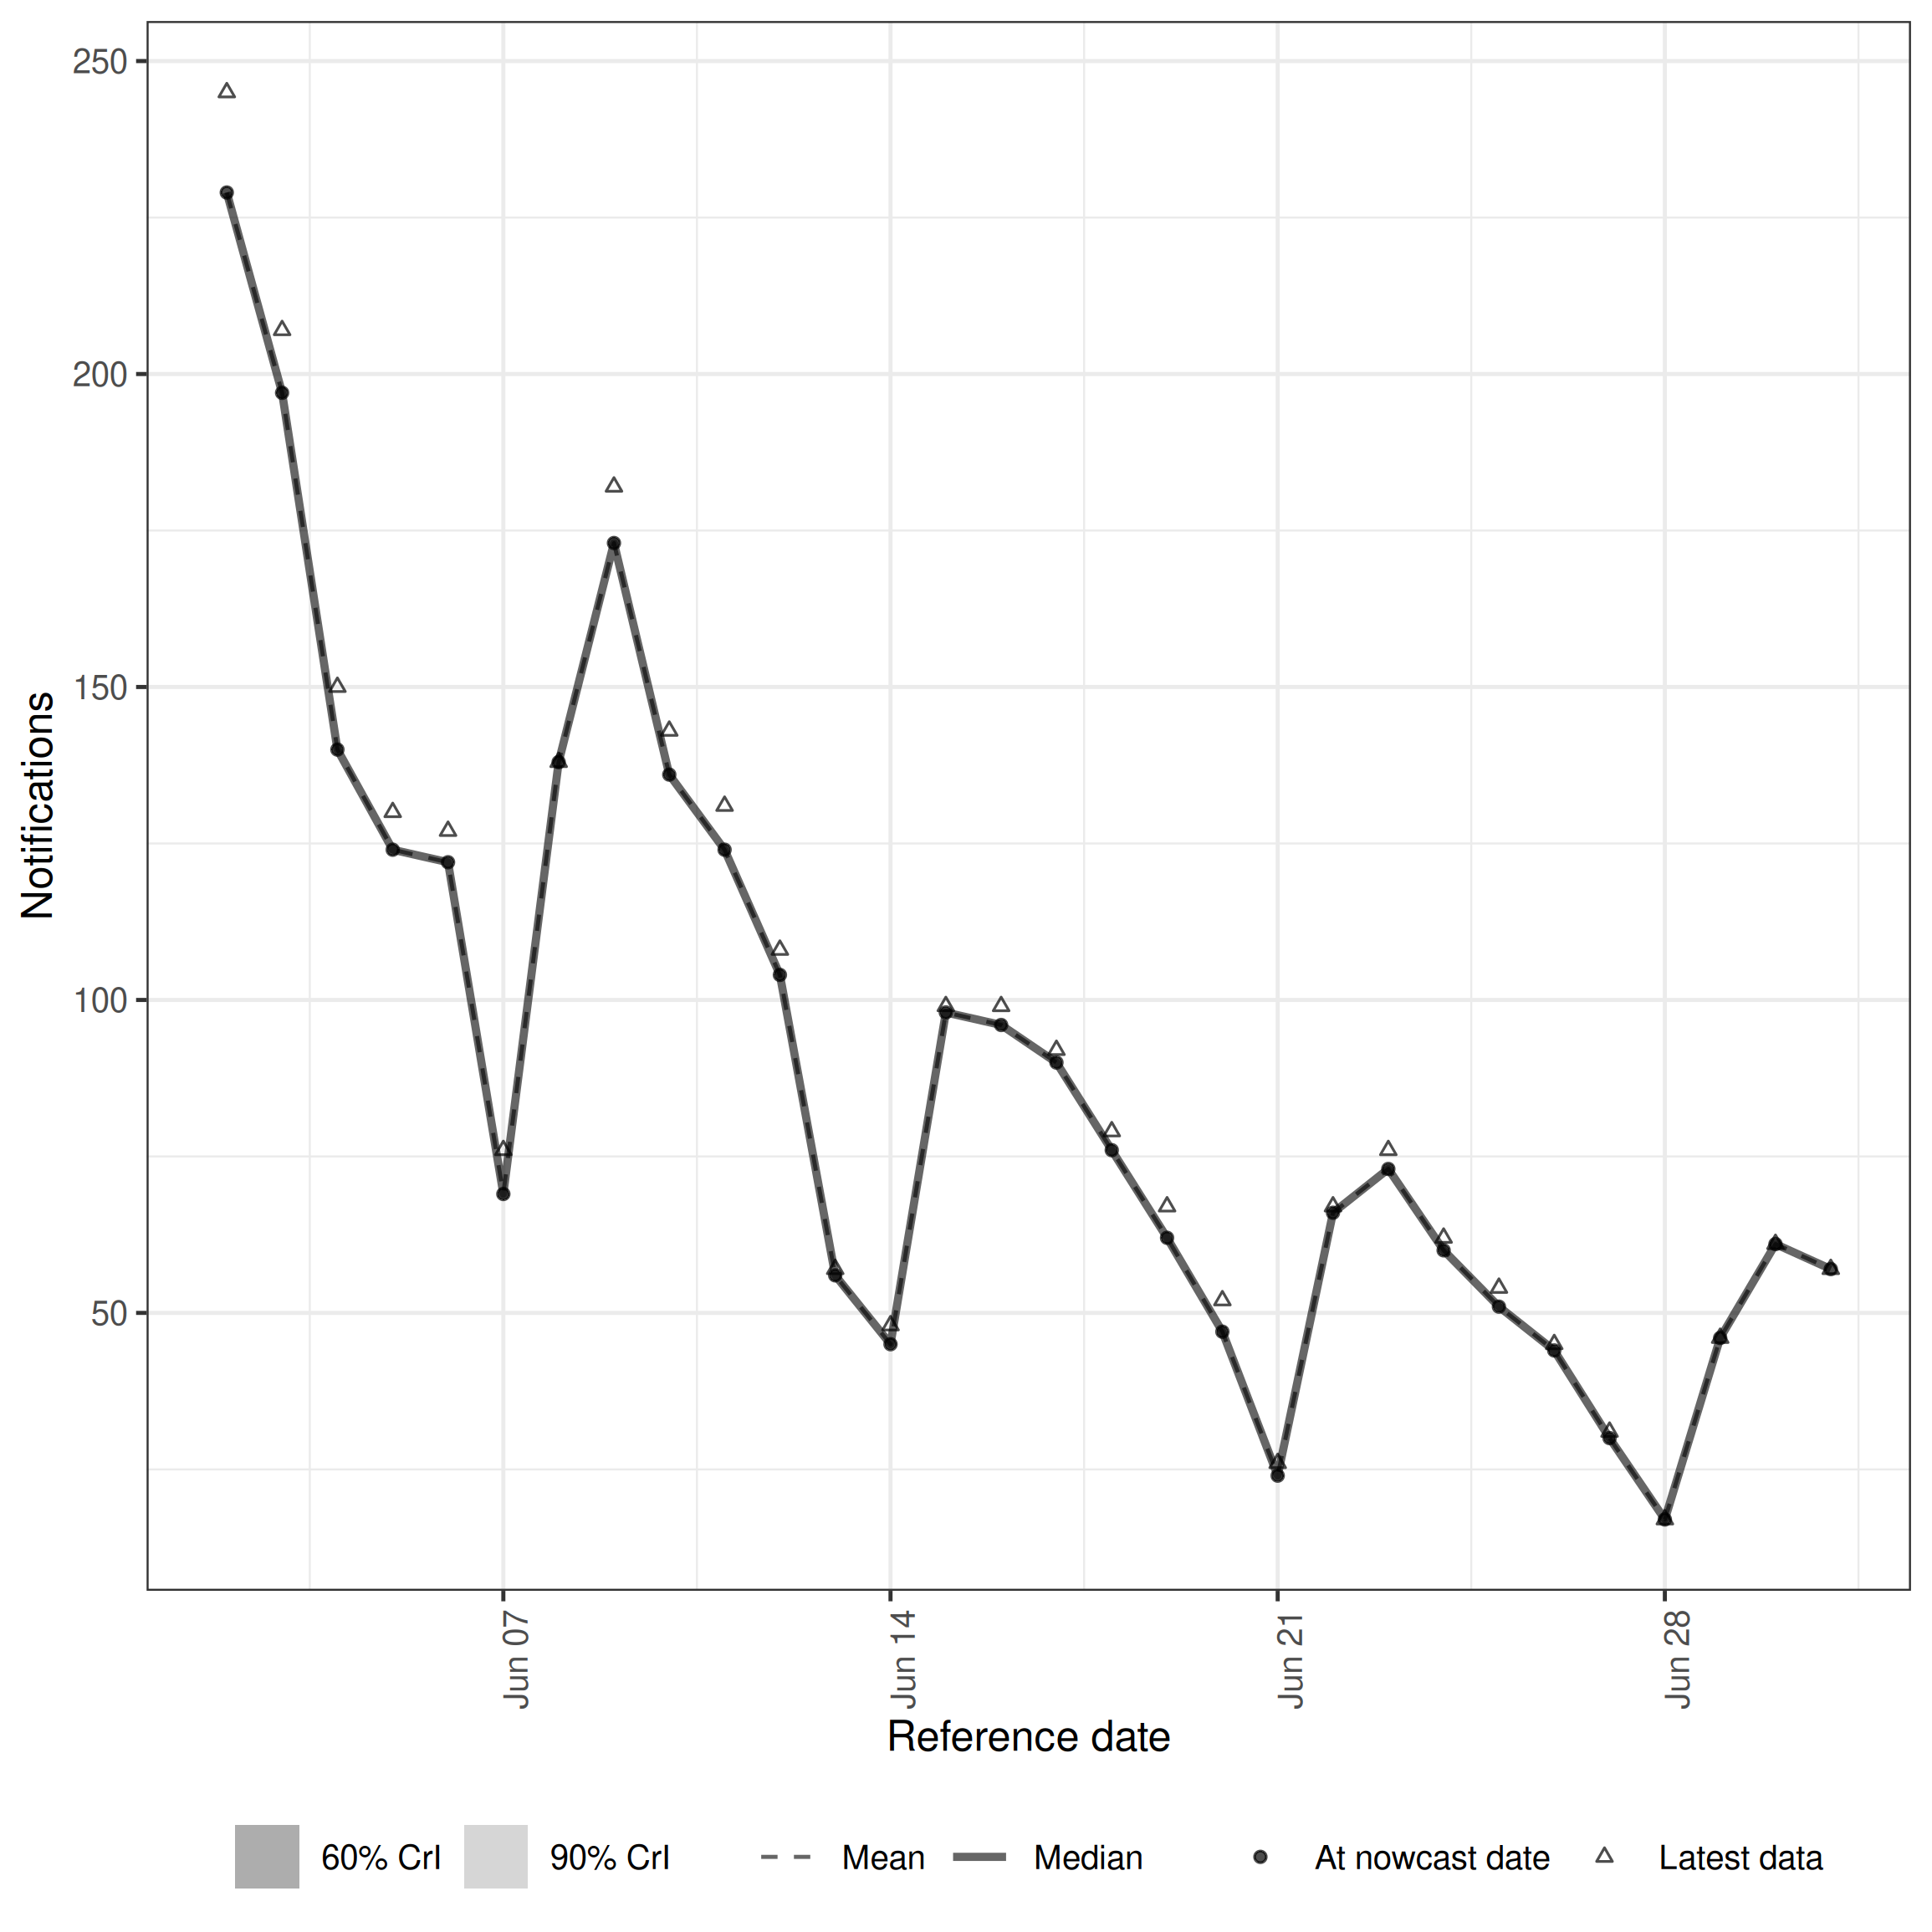 250
200
150
100
50
Notifications
Jun 07
Jun 14
Jun 21
Jun 28
Reference date
60% CrI
90% CrI
Mean
Median
At nowcast date
Latest data